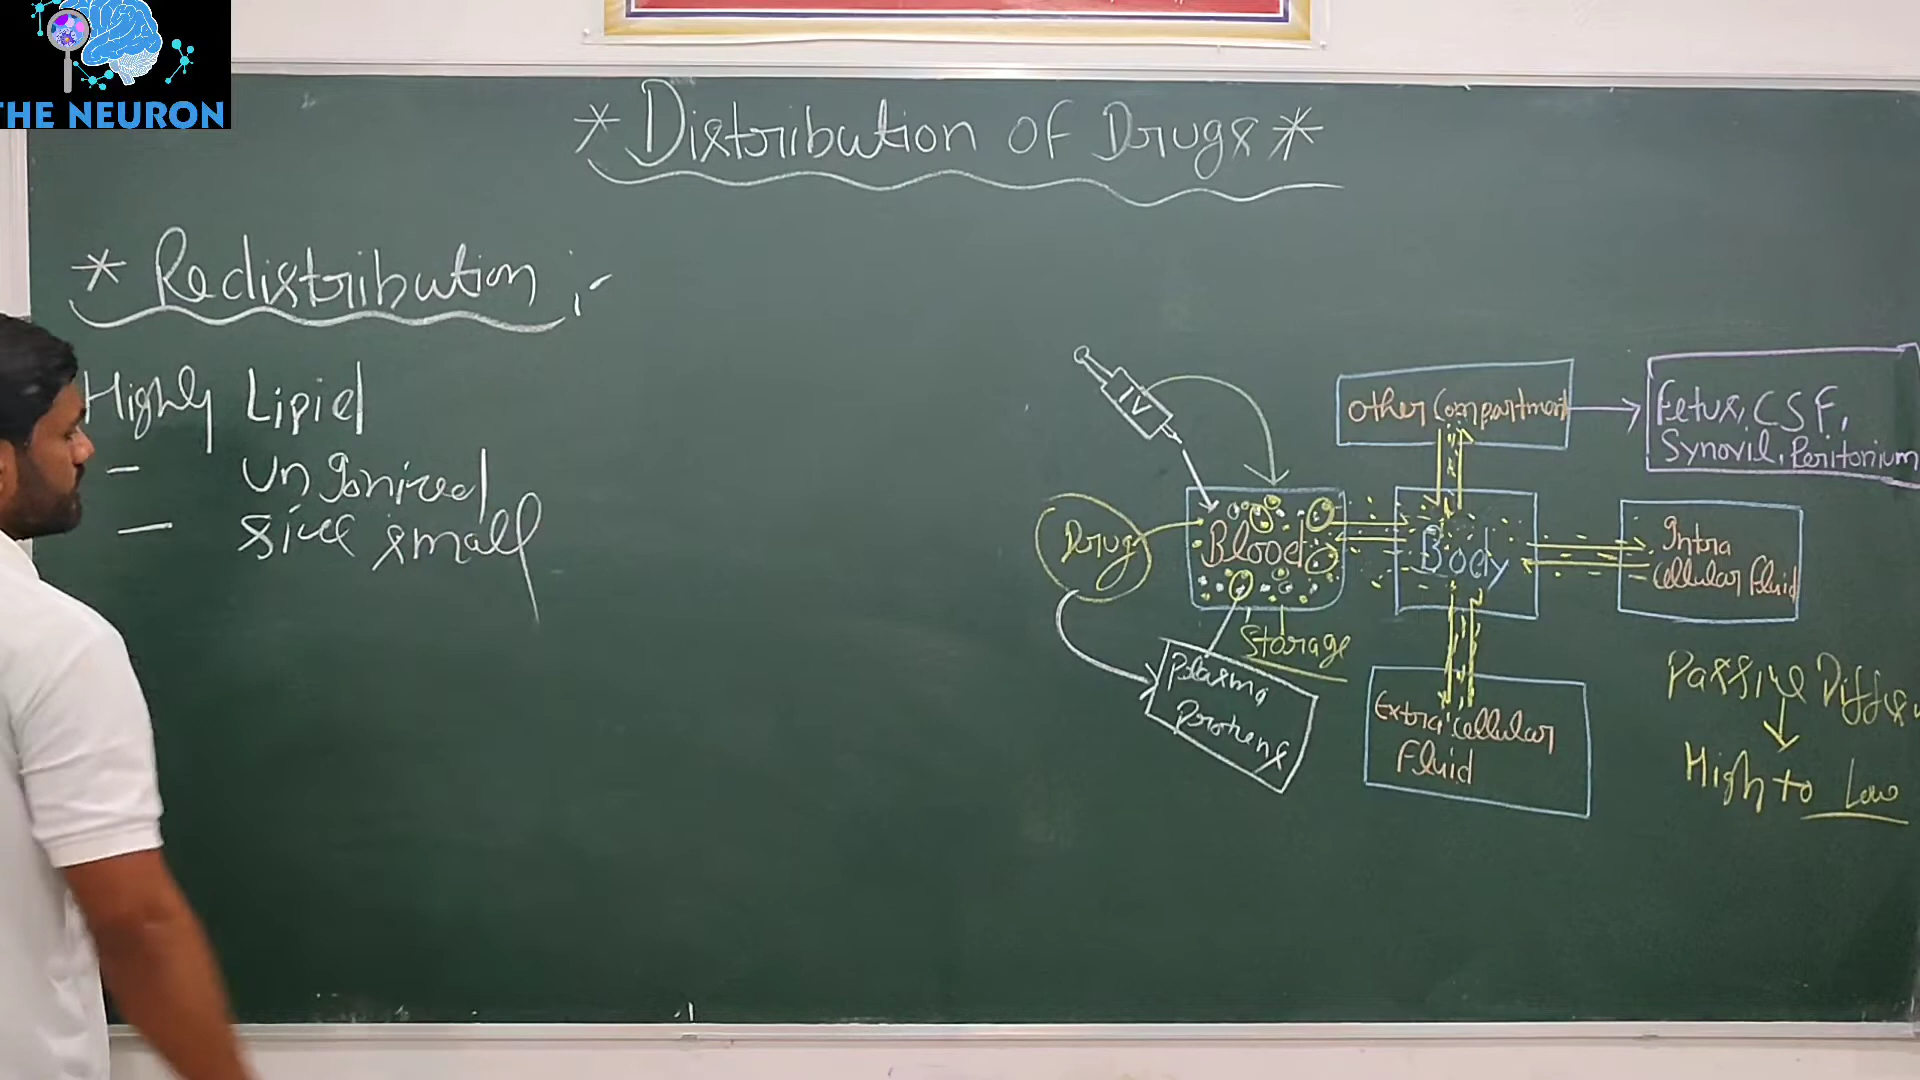 THE NEURON
* Distribution of Drugs *
* Redistribution :-
Highly Lipid
- Unionized
- size small
IV
Drug
Blood
Storage
Plasma
proteins
Body
Other Compartment
Fetus, CSF,
Synovil, Peritonium
Intra
cellular fluid
Extra cellular
Fluid
Passive
High to Low